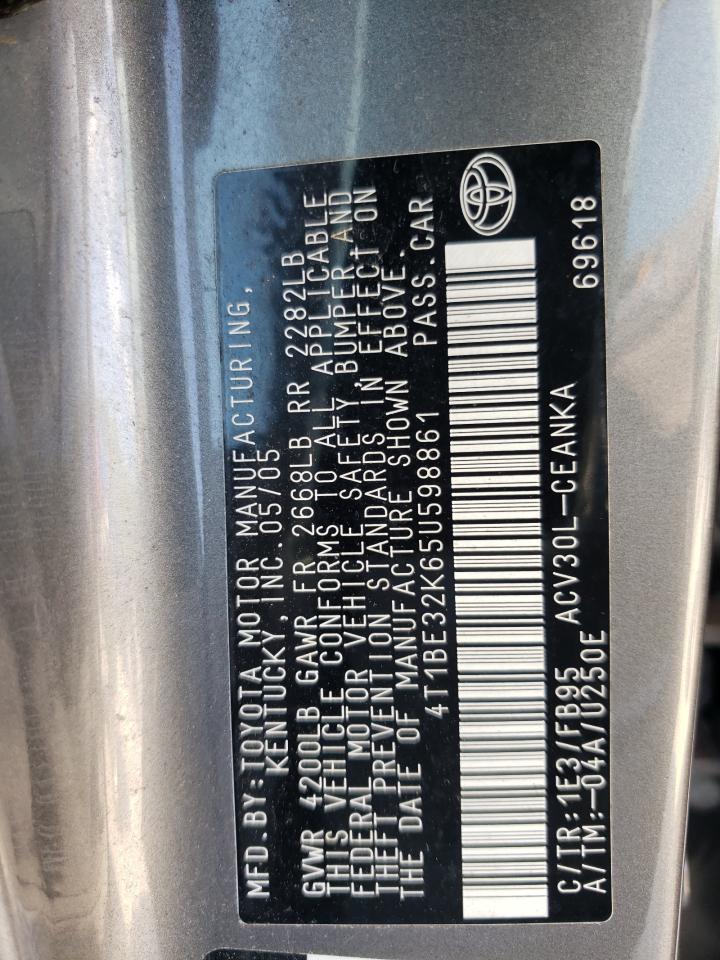 MFD.BY:TOYOTA MOTOR MANUFACTURING,
KENTUCKY, INC.05/05
GVWR 4200LB GAWR FR 2668LB RR 2282LB
THIS VEHICLE CONFORMS TO ALL APPLICABLE
FEDERAL MOTOR VEHICLE SAFETY, BUMPER, AND
THEFT PREVENTION STANDARDS IN EFFECT ON
THE DATE OF MANUFACTURE SHOWN ABOVE.
4T1BE32K65U598861 PASS.CAR
C/TR:1E3/FB95 ACV30L-CEANKA
A/TM:-04A/U250E 69618